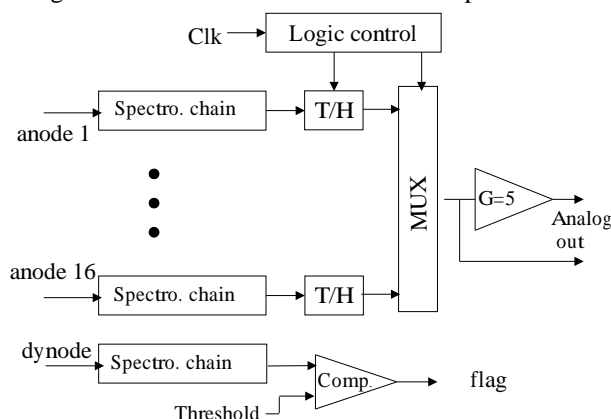 Clk
Logic control
Spectro. chain
T/H
anode 1
MUX
G=5
Analog
out
anode 16
Spectro. chain
T/H
dynode
Spectro. chain
Comp.
flag
Threshold